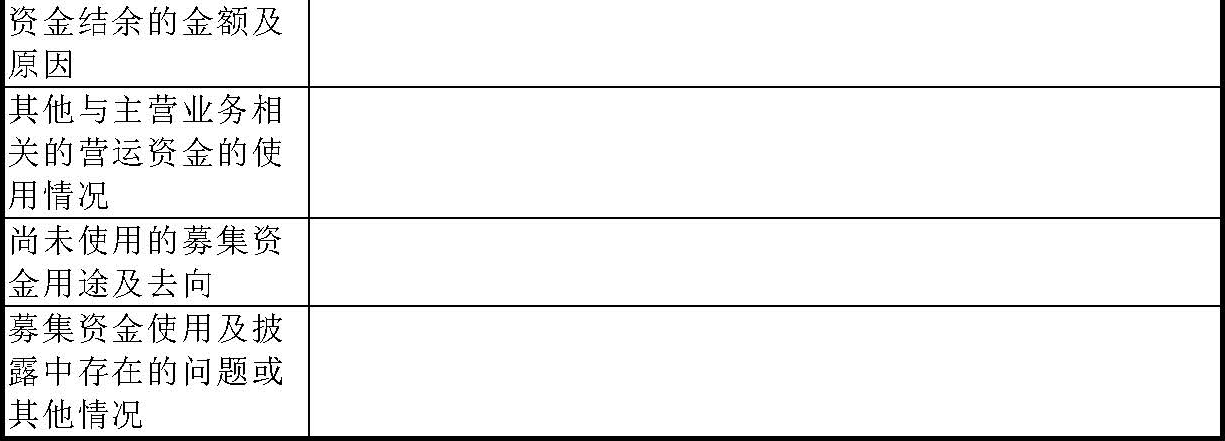 资金结余的金额及
原因
其他与主营业务相
关的营运资金的使
用情况
尚未使用的募集资
金用途及去向
募集资金使用及披
露中存在的问题或
其他情况